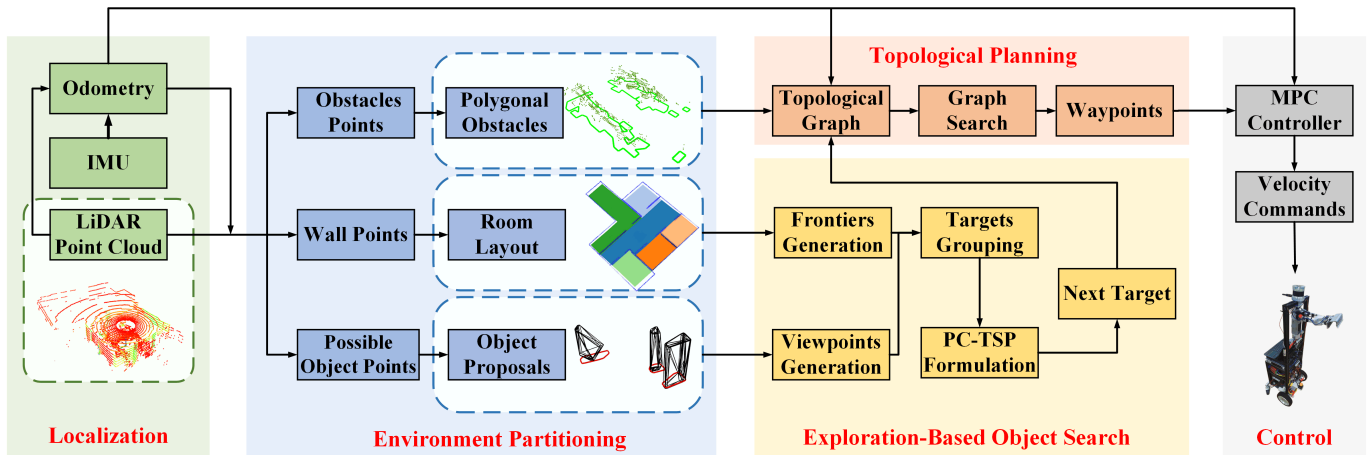 Odometry
IMU
LiDAR
Point Cloud
Localization
Obstacles
Points
Polygonal
Obstacles
Wall Points
Room
Layout
Possible
Object Points
Object
Proposals
Environment Partitioning
Topological Planning
Topological
Graph
Graph
Search
Waypoints
Frontiers
Generation
Targets
Grouping
Viewpoints
Generation
PC-TSP
Formulation
Next Target
Exploration-Based Object Search
MPC
Controller
Velocity
Commands
Control